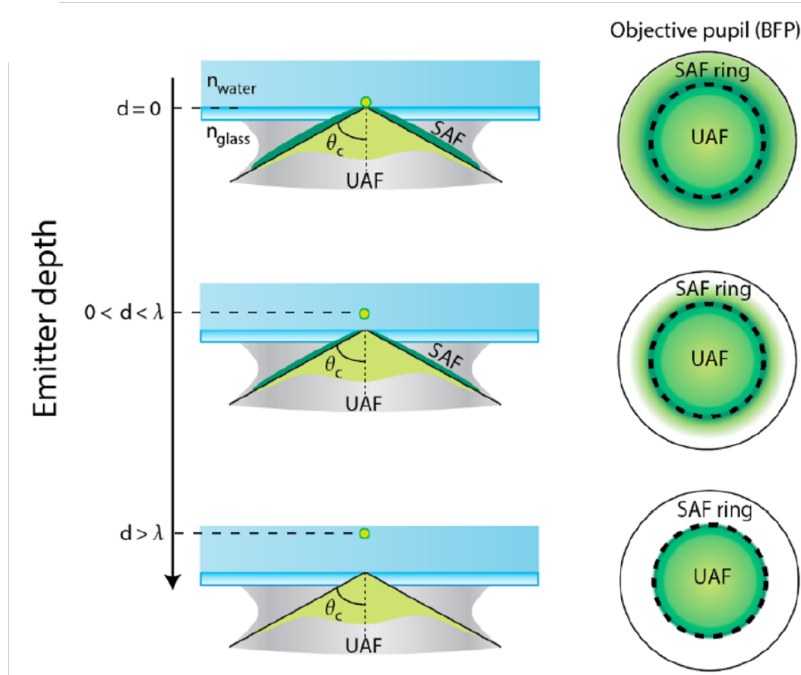 Objective pupil (BFP)
n_water
SAF ring
d = 0
n_glass
SAF
UAF
θ_c
UAF
Emitter depth
SAF ring
0 < d < λ
SAF
UAF
θ_c
UAF
SAF ring
d > λ
UAF
θ_c
UAF